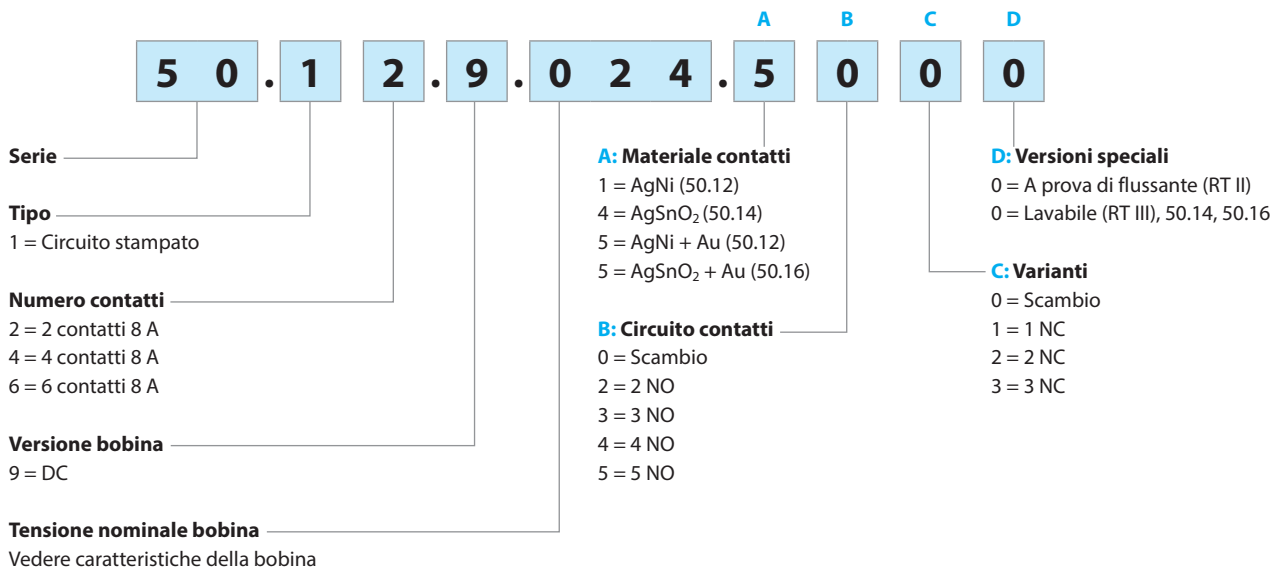 A B C D
5 0 . 1 2 . 9 . 0 2 4 . 5 0 0 0
Serie
Tipo
1 = Circuito stampato
Numero contatti
2 = 2 contatti 8 A
4 = 4 contatti 8 A
6 = 6 contatti 8 A
Versione bobina
9 = DC
Tensione nominale bobina
Vedere caratteristiche della bobina
A: Materiale contatti
1 = AgNi (50.12)
4 = AgSnO₂ (50.14)
5 = AgNi + Au (50.12)
5 = AgSnO₂ + Au (50.16)
B: Circuito contatti
0 = Scambio
2 = 2 NO
3 = 3 NO
4 = 4 NO
5 = 5 NO
D: Versioni speciali
0 = A prova di flussante (RT II)
0 = Lavabile (RT III), 50.14, 50.16
C: Varianti
0 = Scambio
1 = 1 NC
2 = 2 NC
3 = 3 NC